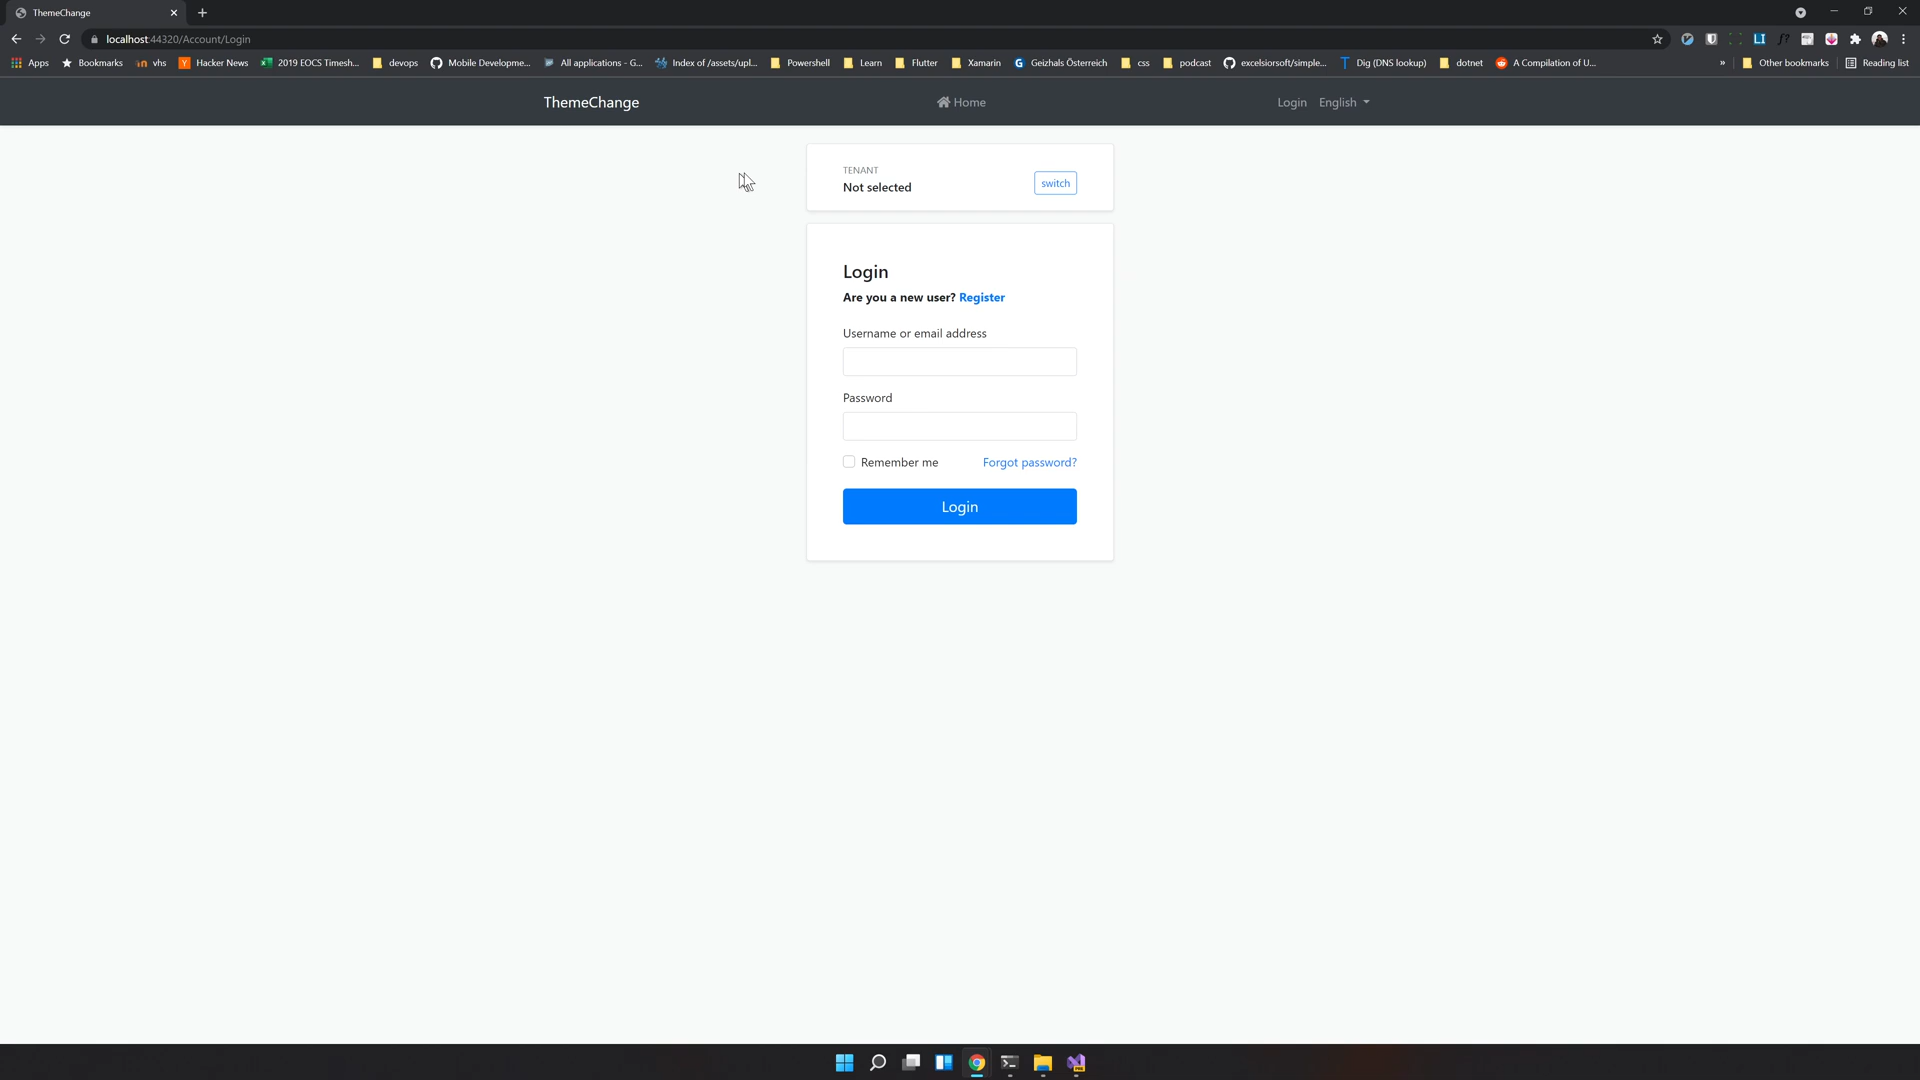 ThemeChange
localhost:44320/Account/Login
Apps Bookmarks vhs Hacker News 2019 EOCS Timesh... devops Mobile Developme... All applications - G... Index of /assets/upl... Powershell Learn Flutter Xamarin Geizhals Österreich css podcast excelsiorsoft/simple... Dig (DNS lookup) dotnet A Compilation of U... » Other bookmarks Reading list
ThemeChange Home Login English
TENANT
Not selected
switch
Login
Are you a new user? Register
Username or email address
Password
Remember me Forgot password?
Login